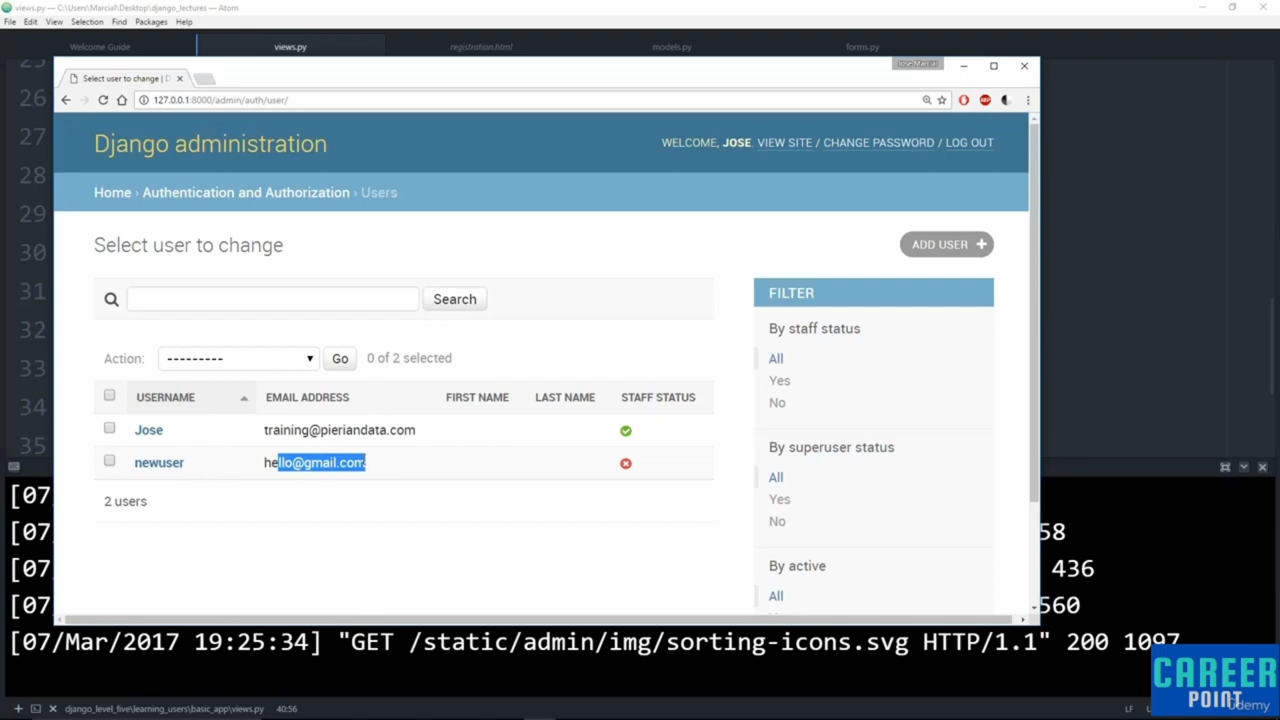 views.py — C:\Users\Marcial\Desktop\django_lectures — Atom
File Edit View Selection Find Packages Help
Welcome Guide views.py registration.html models.py forms.py
Jose Marcial
Select user to change | D
127.0.0.1:8000/admin/auth/user/
Django administration
WELCOME, JOSE. VIEW SITE / CHANGE PASSWORD / LOG OUT
Home › Authentication and Authorization › Users
Select user to change
ADD USER +
Search
FILTER
By staff status
All
Yes
No
By superuser status
All
Yes
No
By active
All
Action: --------- Go 0 of 2 selected
USERNAME EMAIL ADDRESS FIRST NAME LAST NAME STAFF STATUS
Jose training@pieriandata.com
newuser hello@gmail.com
2 users
25
26
27
28
29
30
31
32
33
34
35
[07
[07 58
[07 436
[07 560
[07/Mar/2017 19:25:34] "GET /static/admin/img/sorting-icons.svg HTTP/1.1" 200 1097
CAREER
POINT
Udemy
django_level_five\learning_users\basic_app\views.py 40:56 LF